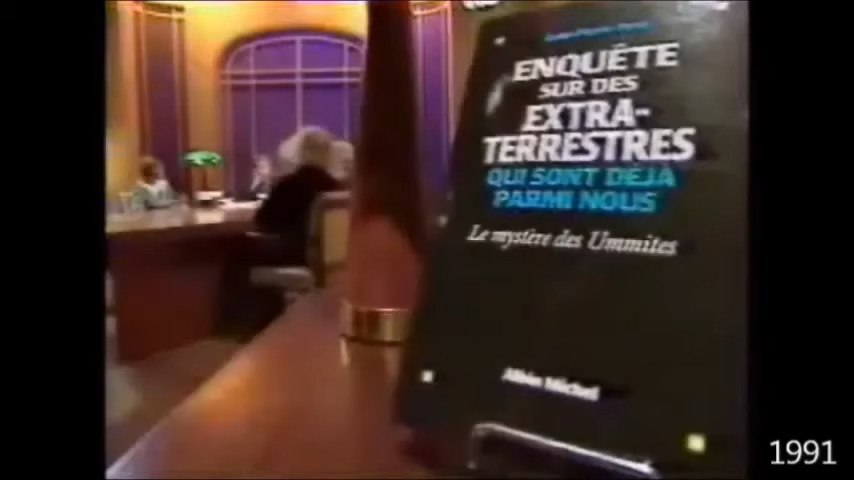 ENQUÊTE
SUR DES
EXTRA-
TERRESTRES
QUI SONT DÉJÀ
PARMI NOUS
Le mystère des Ummites
Albin Michel
1991